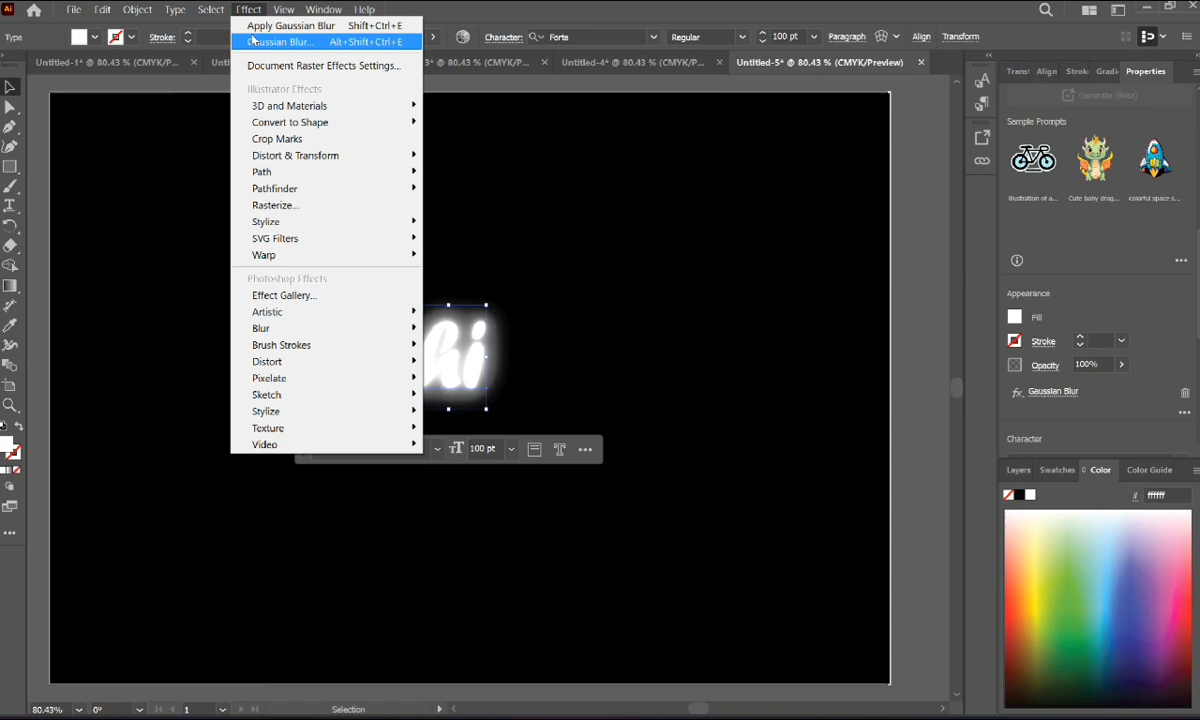 Ai File Edit Object Type Select Effect View Window Help
Type Stroke: Character: Forte Regular 100 pt Paragraph Align Transform
Apply Gaussian Blur Shift+Ctrl+E
Gaussian Blur... Alt+Shift+Ctrl+E
Document Raster Effects Settings...
Illustrator Effects
3D and Materials
Convert to Shape
Crop Marks
Distort & Transform
Path
Pathfinder
Rasterize...
Stylize
SVG Filters
Warp
Photoshop Effects
Effect Gallery...
Artistic
Blur
Brush Strokes
Distort
Pixelate
Sketch
Stylize
Texture
Video
Untitled-1* @ 80.43 % (CMYK/P...
3* @ 80.43 % (CMYK/P...
Untitled-4* @ 80.43 % (CMYK/P...
Untitled-5* @ 80.43 % (CMYK/Preview)
hi
100 pt
Trans Align Strok Gradi Properties
Generate (Beta)
Sample Prompts
Illustration of a... Cute baby drag... colorful space s...
Appearance
Fill
Stroke
Opacity 100%
fx Gaussian Blur
Character
Layers Swatches Color Color Guide
# ffffff
80.43% 0° 1 Selection